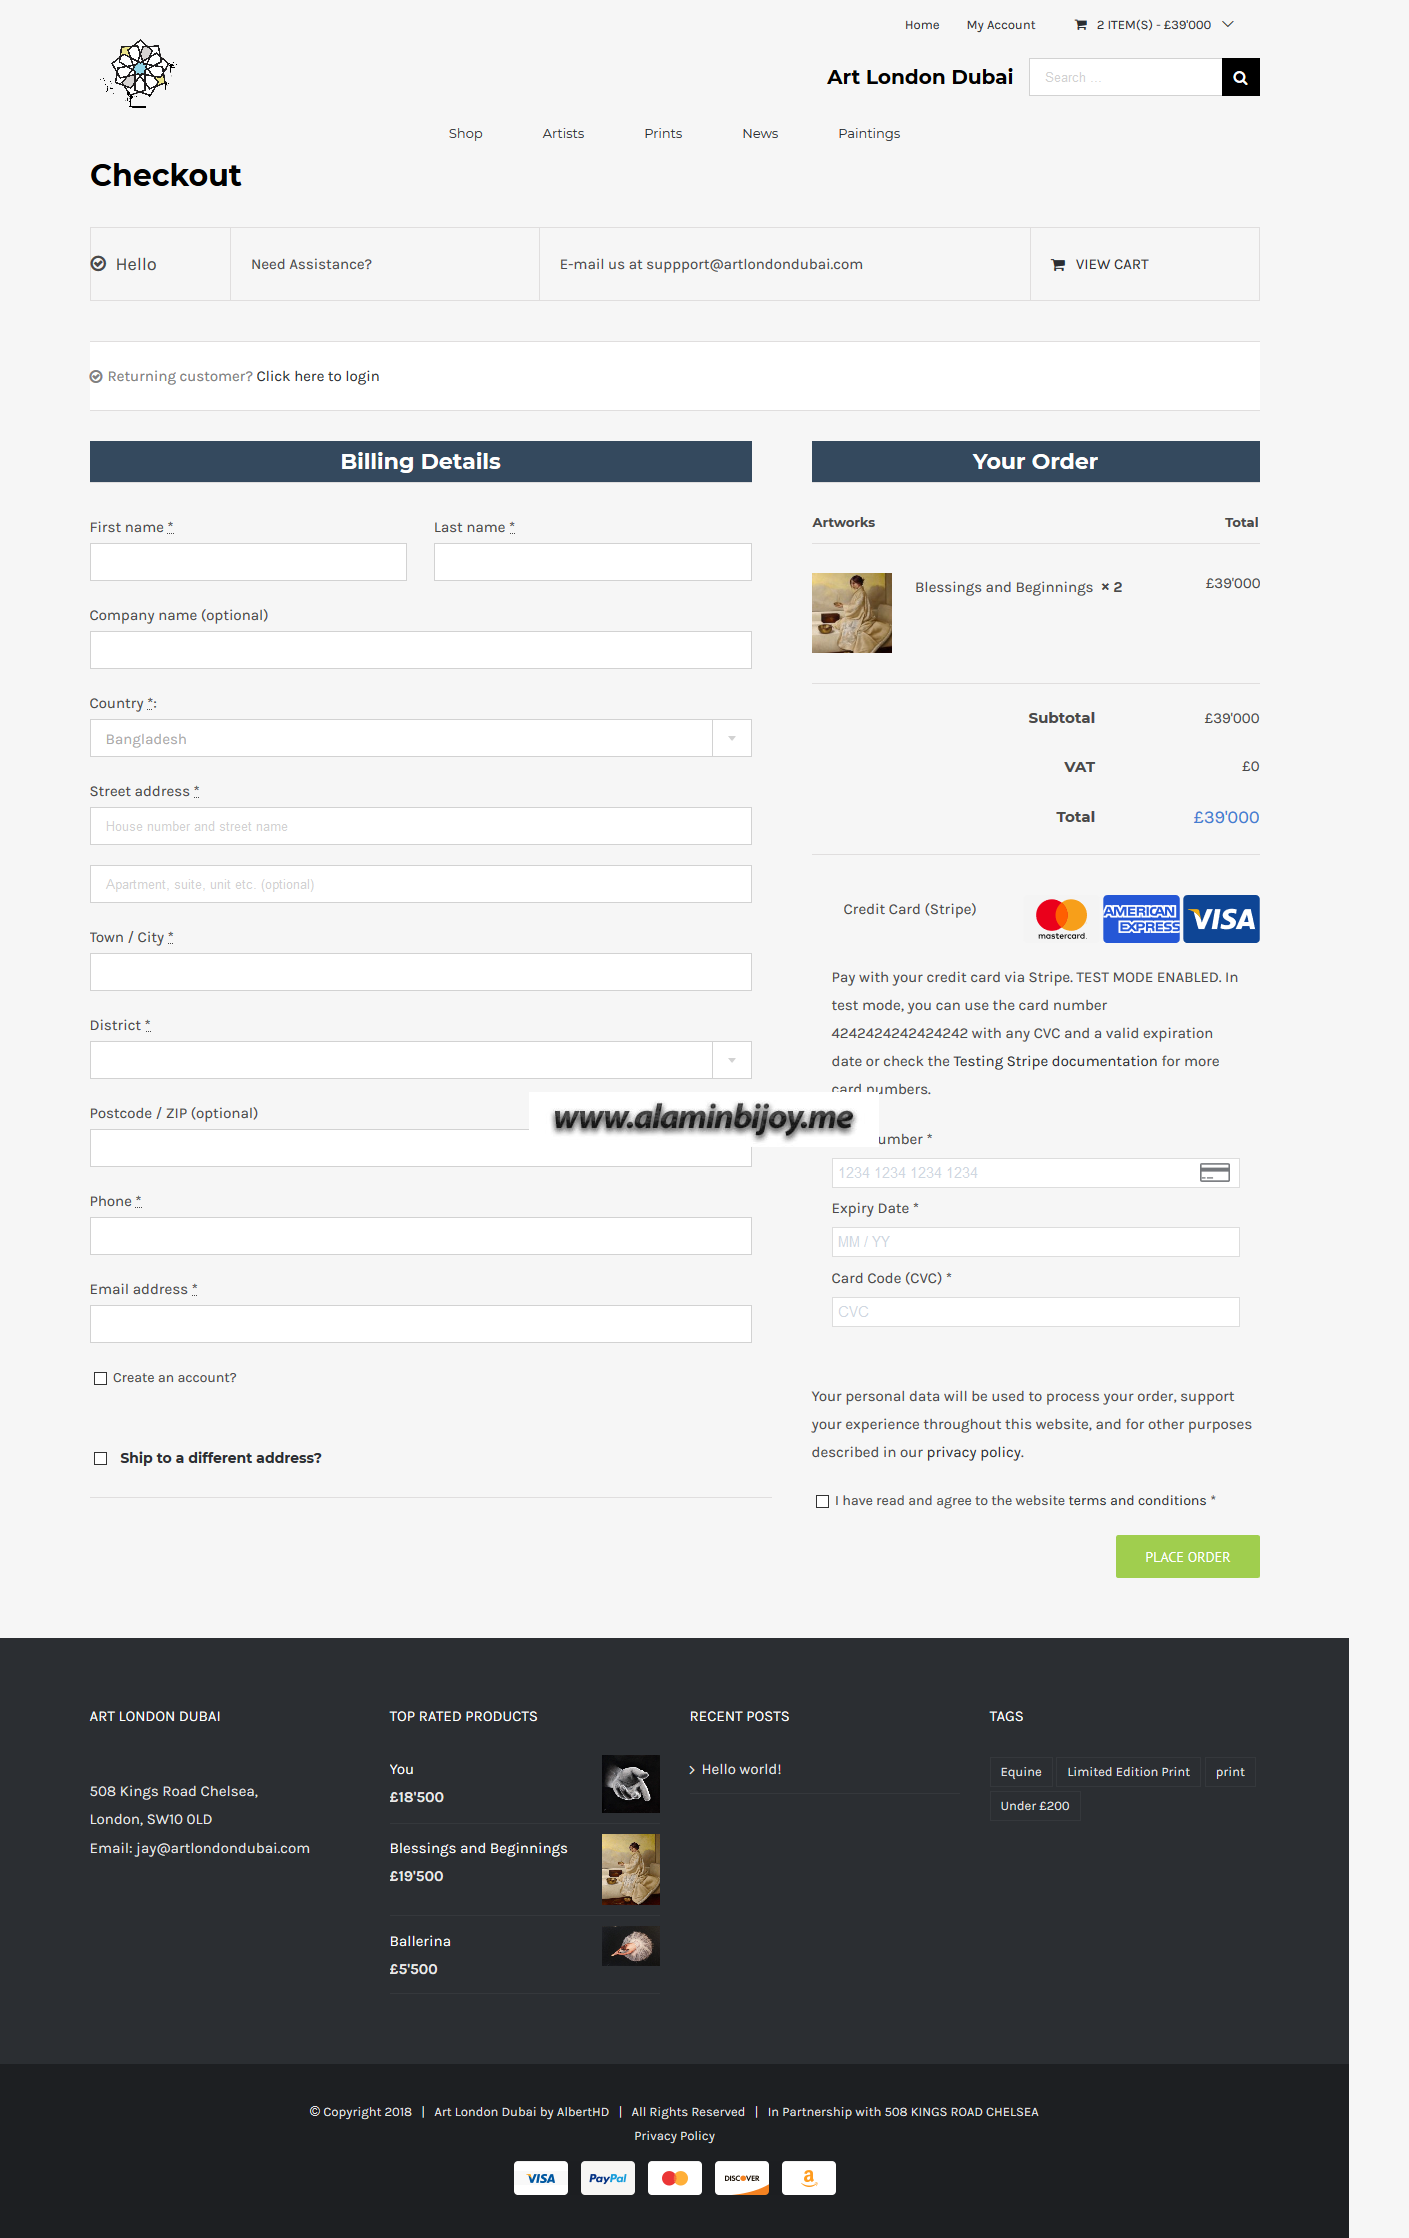 Home My Account 2 ITEM(S) - £39'000
Art London Dubai Search ...
Shop Artists Prints News Paintings
Checkout
Hello Need Assistance? E-mail us at suppport@artlondondubai.com VIEW CART
Returning customer? Click here to login
Billing Details
First name * Last name *
Company name (optional)
Country *:
Bangladesh
Street address *
House number and street name
Apartment, suite, unit etc. (optional)
Town / City *
District *
Postcode / ZIP (optional)
Phone *
Email address *
Create an account?
Ship to a different address?
Your Order
Artworks Total
Blessings and Beginnings × 2 £39'000
Subtotal £39'000
VAT £0
Total £39'000
Credit Card (Stripe) mastercard. AMERICAN EXPRESS VISA
Pay with your credit card via Stripe. TEST MODE ENABLED. In
test mode, you can use the card number
4242424242424242 with any CVC and a valid expiration
date or check the Testing Stripe documentation for more
card numbers.
www.alaminbijoy.me
umber *
1234 1234 1234 1234
Expiry Date *
MM / YY
Card Code (CVC) *
CVC
Your personal data will be used to process your order, support
your experience throughout this website, and for other purposes
described in our privacy policy.
I have read and agree to the website terms and conditions *
PLACE ORDER
ART LONDON DUBAI
508 Kings Road Chelsea,
London, SW10 0LD
Email: jay@artlondondubai.com
TOP RATED PRODUCTS
You
£18'500
Blessings and Beginnings
£19'500
Ballerina
£5'500
RECENT POSTS
Hello world!
TAGS
Equine Limited Edition Print print
Under £200
© Copyright 2018 | Art London Dubai by AlbertHD | All Rights Reserved | In Partnership with 508 KINGS ROAD CHELSEA
Privacy Policy
VISA PayPal DISCOVER a